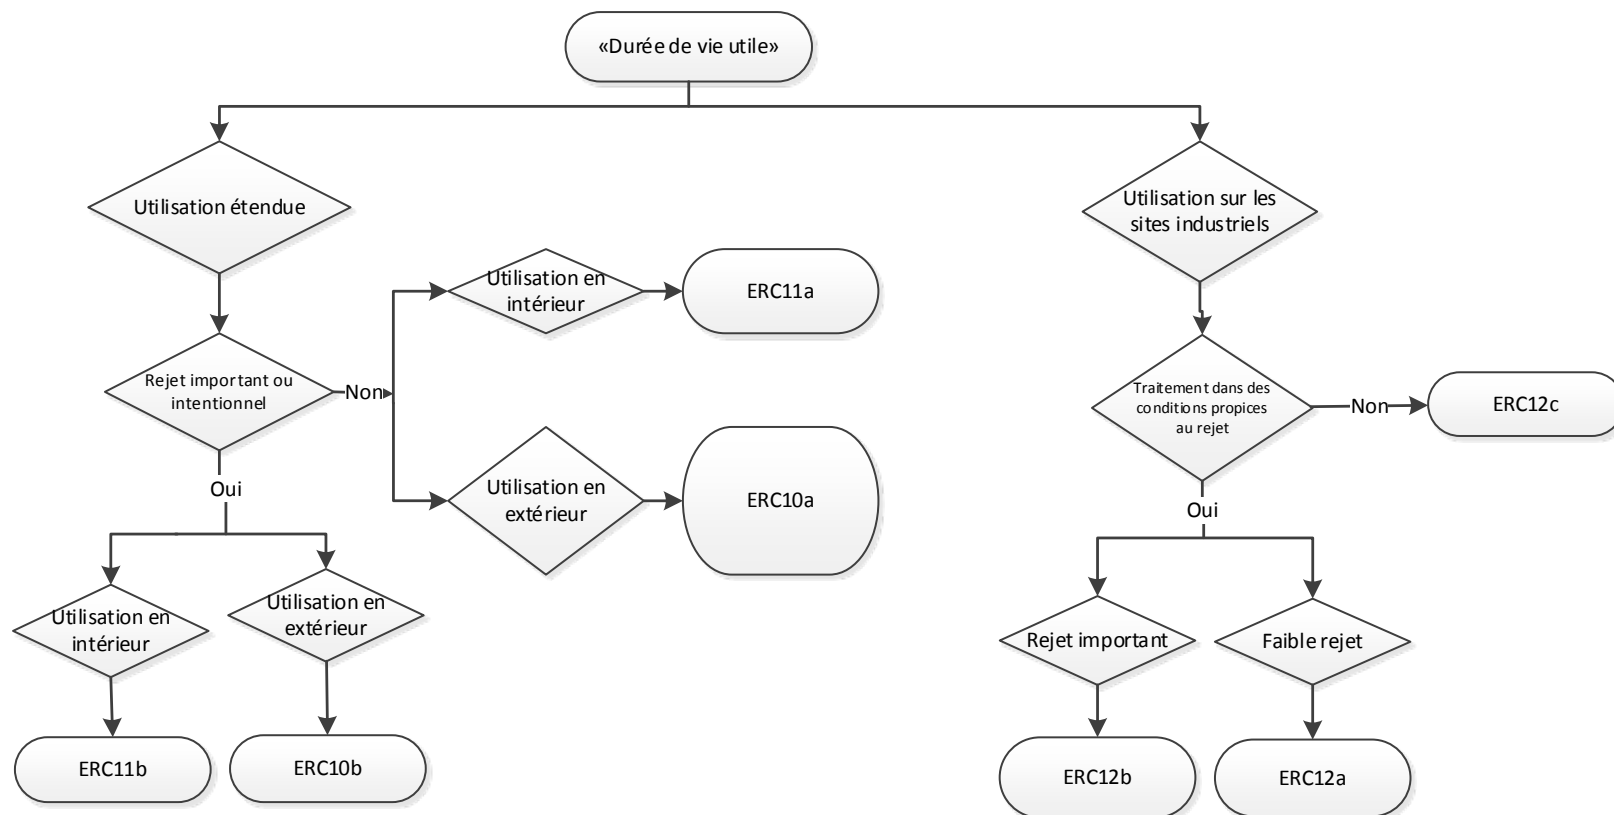 «Durée de vie utile»
Utilisation étendue
Utilisation sur les
sites industriels
Utilisation en
intérieur
ERC11a
Rejet important ou
intentionnel
Non
Traitement dans des
conditions propices
au rejet
Non
ERC12c
Utilisation en
extérieur
ERC10a
Oui
Oui
Utilisation en
intérieur
Utilisation en
extérieur
Rejet important
Faible rejet
ERC11b
ERC10b
ERC12b
ERC12a